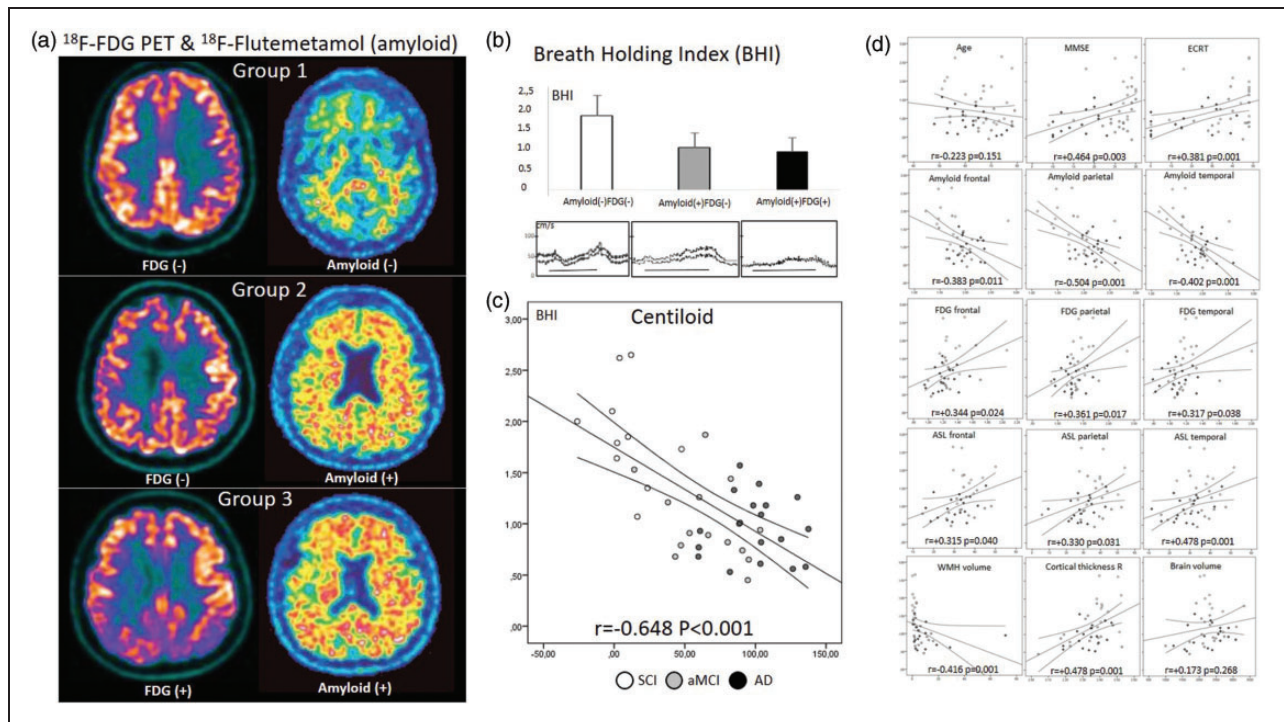 (a) ¹⁸F-FDG PET & ¹⁸F-Flutemetamol (amyloid)
Group 1
FDG (-)
Amyloid (-)
Group 2
FDG (-)
Amyloid (+)
Group 3
FDG (+)
Amyloid (+)
(b)
Breath Holding Index (BHI)
BHI
2.,5
2.0
1.5
1.0
0.5
0
Amyloid(-)FDG(-)
Amyloid(+)FDG(-)
Amyloid(+)FDG(+)
cm/s
100
50
0
(c)
BHI
Centiloid
3,00
2,50
2,00
1,50
1,00
,50
,00
r=-0.648 P<0.001
-50,00 ,00 50,00 100,00 150,00
SCI aMCI AD
(d)
Age MMSE ECRT
r=-0.223 p=0.151 r=+0.464 p=0.003 r=+0.381 p=0.001
Amyloid frontal Amyloid parietal Amyloid temporal
r=-0.383 p=0.011 r=-0.504 p=0.001 r=-0.402 p=0.001
FDG frontal FDG parietal FDG temporal
r=+0.344 p=0.024 r=+0.361 p=0.017 r=+0.317 p=0.038
ASL frontal ASL parietal ASL temporal
r=+0.315 p=0.040 r=+0.330 p=0.031 r=+0.478 p=0.001
WMH volume Cortical thickness R Brain volume
r=-0.416 p=0.001 r=+0.478 p=0.001 r=+0.173 p=0.268